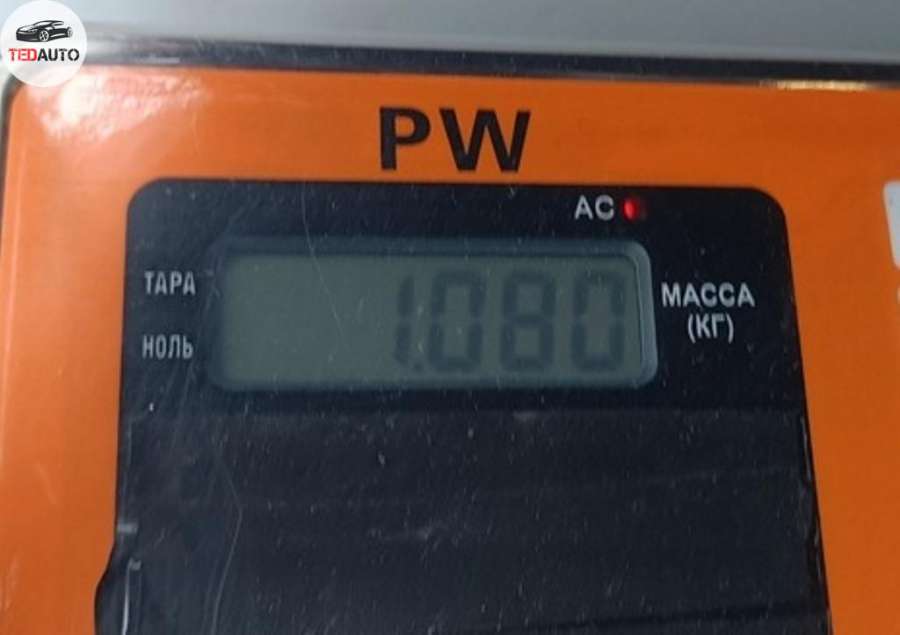 TEDAUTO
PW
AC
ТАРА
1.080
МАССА
(КГ)
НОЛЬ